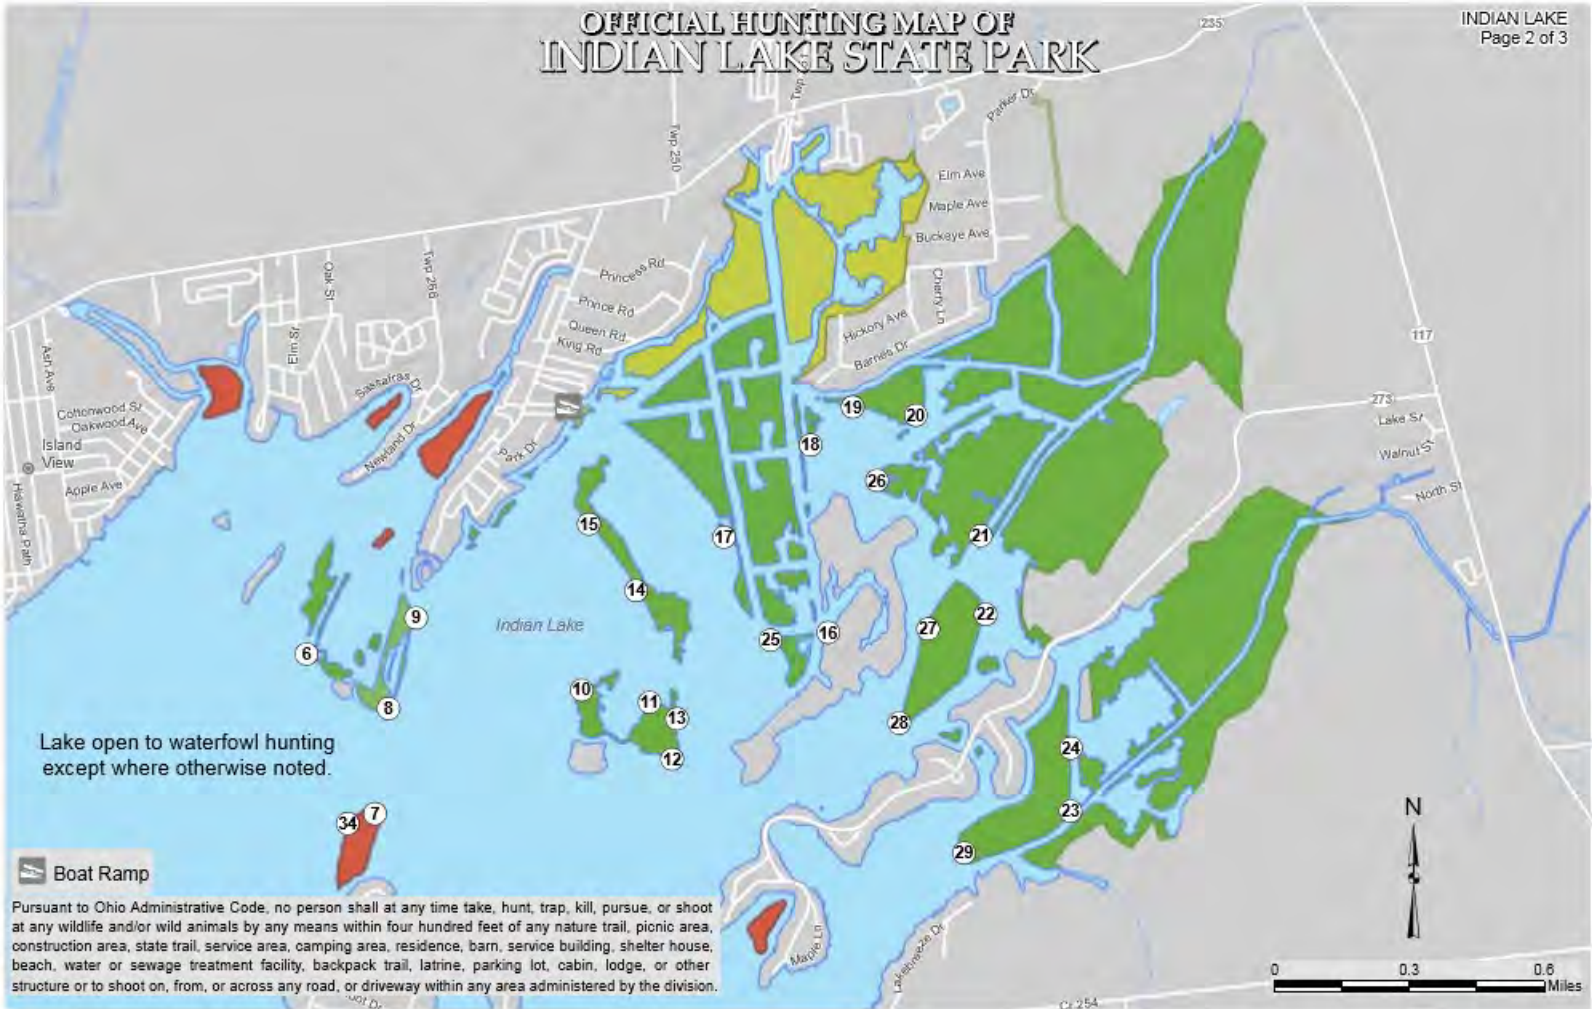 OFFICIAL HUNTING MAP OF
INDIAN LAKE STATE PARK
INDIAN LAKE
Page 2 of 3
235
Parker Dr
Twp 250
Elm Ave
Maple Ave
Buckeye Ave
Cherry Ln
Hickory Ave
Barnes Dr
Princess Rd
Prince Rd
Queen Rd
King Rd
Oak St
Twp 266
Elm St
Ash Ave
Sassafras Dr
Newland Dr
Park Dr
Cottonwood St
Oakwood Ave
Island
View
Apple Ave
Hiawatha Path
117
273
Lake St
Walnut St
North St
19
20
18
26
15
17
21
14
9
22
27
6
25
16
10
11
13
8
28
12
24
Indian Lake
Lake open to waterfowl hunting
except where otherwise noted.
34
7
23
29
N
Boat Ramp
Pursuant to Ohio Administrative Code, no person shall at any time take, hunt, trap, kill, pursue, or shoot
at any wildlife and/or wild animals by any means within four hundred feet of any nature trail, picnic area,
construction area, state trail, service area, camping area, residence, barn, service building, shelter house,
beach, water or sewage treatment facility, backpack trail, latrine, parking lot, cabin, lodge, or other
structure or to shoot on, from, or across any road, or driveway within any area administered by the division.
Maple Ln
Lakebreeze Dr
Cr 254
0 0.3 0.6
Miles